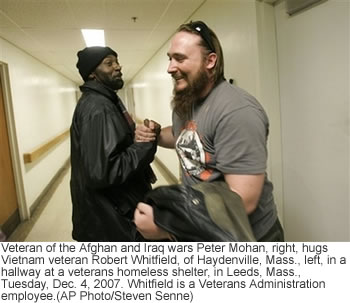 Veteran of the Afghan and Iraq wars Peter Mohan, right, hugs
Vietnam veteran Robert Whitfield, of Haydenville, Mass., left, in a
hallway at a veterans homeless shelter, in Leeds, Mass.,
Tuesday, Dec. 4, 2007. Whitfield is a Veterans Administration
employee.(AP Photo/Steven Senne)